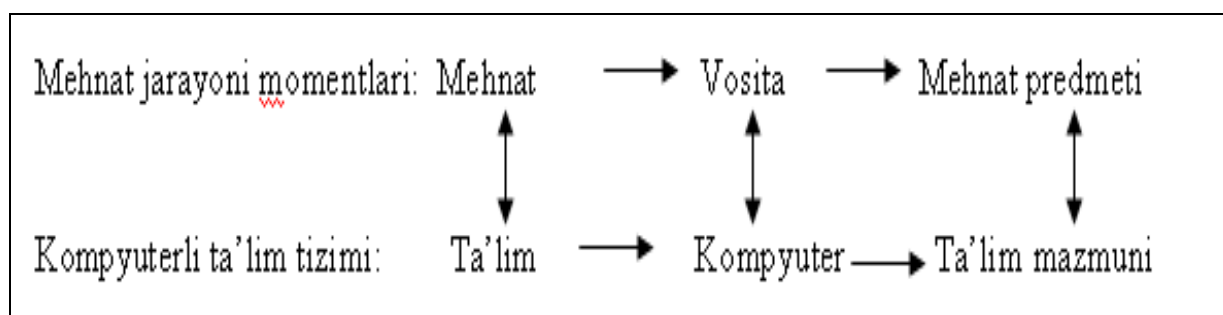 Mehnat jarayoni momentlari: Mehnat Vosita Mehnat predmeti
Kompyuterli ta’lim tizimi: Ta’lim Kompyuter Ta’lim mazmuni